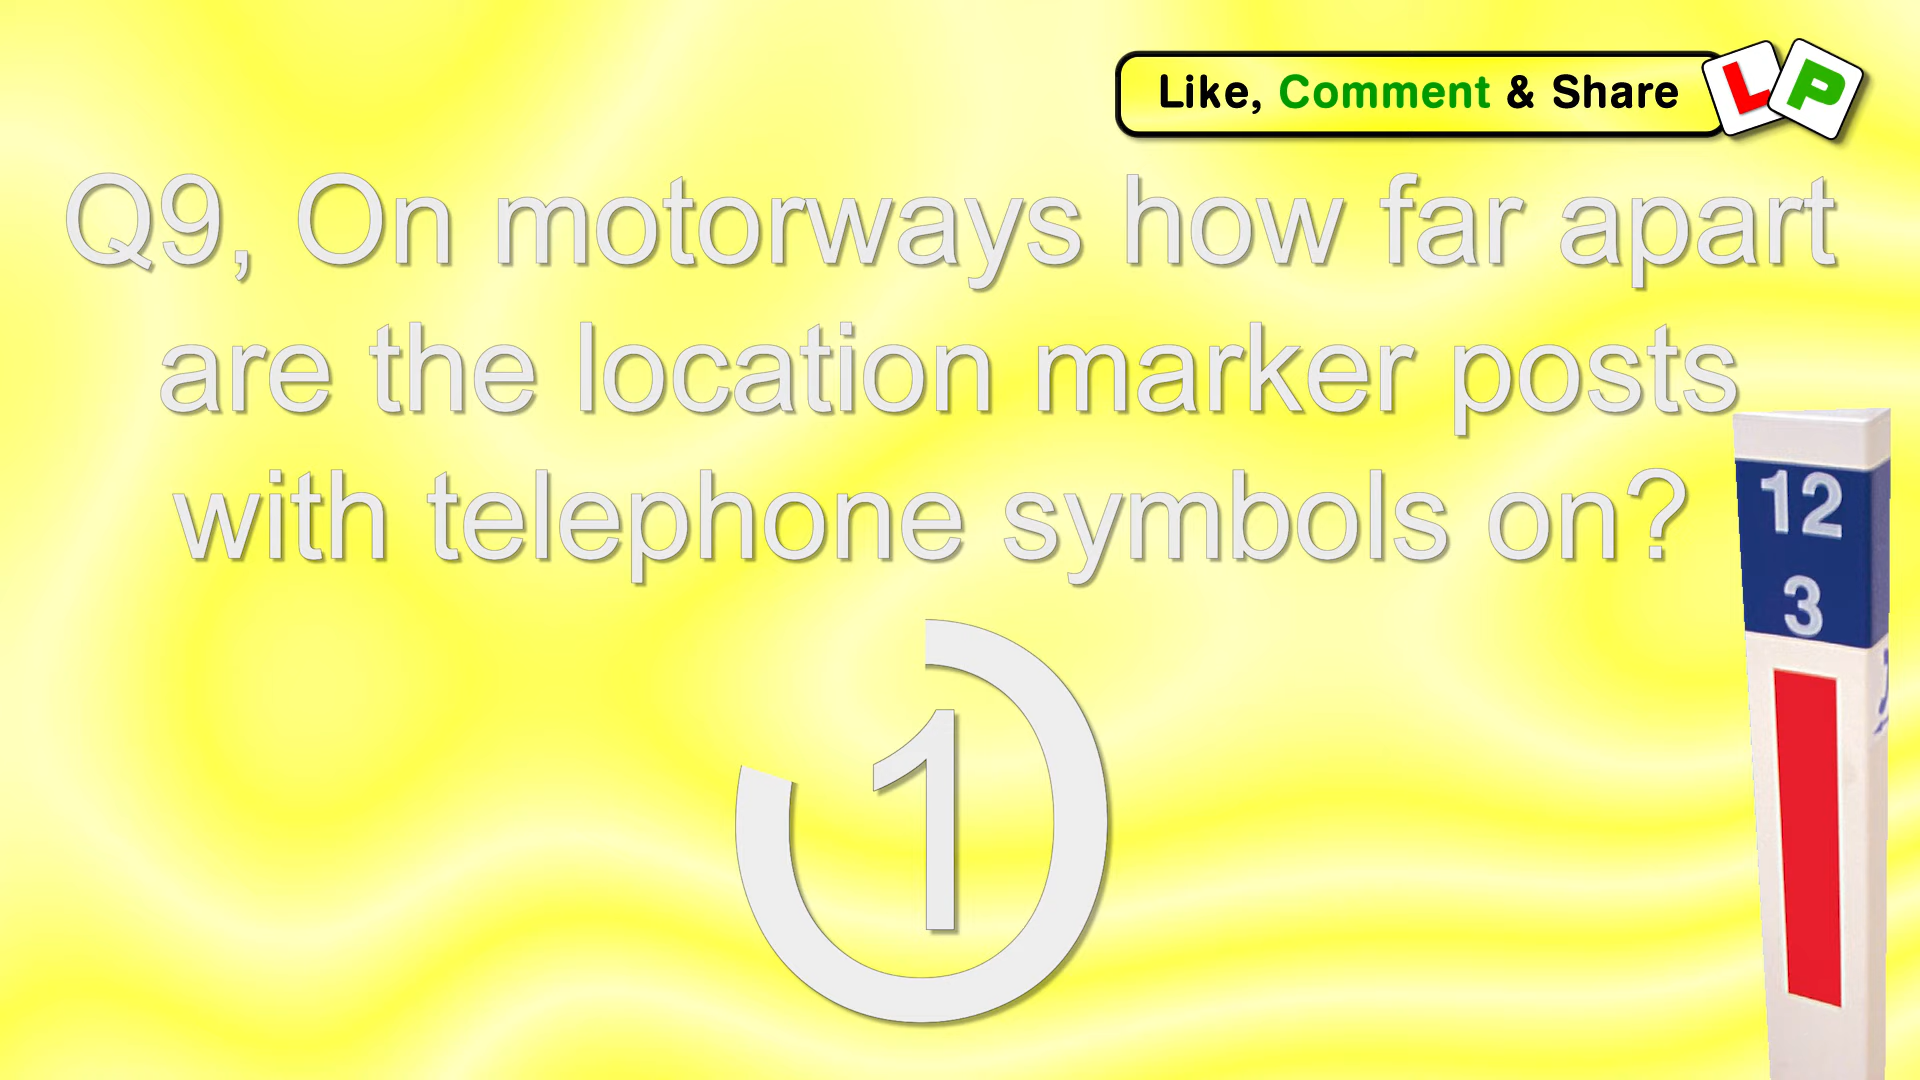 Like, Comment & Share
L P
Q9, On motorways how far apart
are the location marker posts
with telephone symbols on?
12
3
1